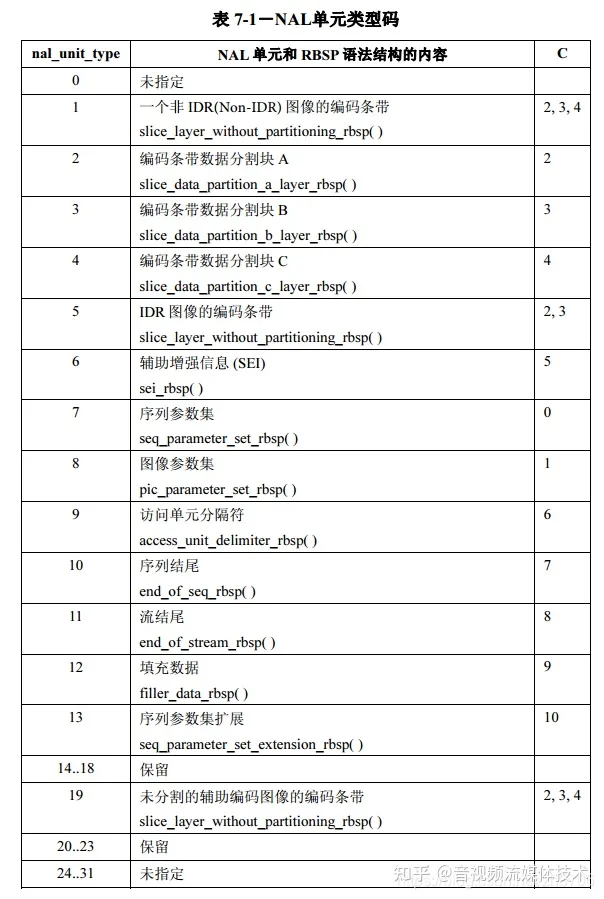 表 7-1－NAL单元类型码
nal_unit_type NAL 单元和 RBSP 语法结构的内容 C
0 未指定
1 一个非 IDR(Non-IDR) 图像的编码条带 2, 3, 4
slice_layer_without_partitioning_rbsp( )
2 编码条带数据分割块 A 2
slice_data_partition_a_layer_rbsp( )
3 编码条带数据分割块 B 3
slice_data_partition_b_layer_rbsp( )
4 编码条带数据分割块 C 4
slice_data_partition_c_layer_rbsp( )
5 IDR 图像的编码条带 2, 3
slice_layer_without_partitioning_rbsp( )
6 辅助增强信息 (SEI) 5
sei_rbsp( )
7 序列参数集 0
seq_parameter_set_rbsp( )
8 图像参数集 1
pic_parameter_set_rbsp( )
9 访问单元分隔符 6
access_unit_delimiter_rbsp( )
10 序列结尾 7
end_of_seq_rbsp( )
11 流结尾 8
end_of_stream_rbsp( )
12 填充数据 9
filler_data_rbsp( )
13 序列参数集扩展 10
seq_parameter_set_extension_rbsp( )
14..18 保留
19 未分割的辅助编码图像的编码条带 2, 3, 4
slice_layer_without_partitioning_rbsp( )
20..23 保留
24..31 未指定
知乎 @音视频流媒体技术